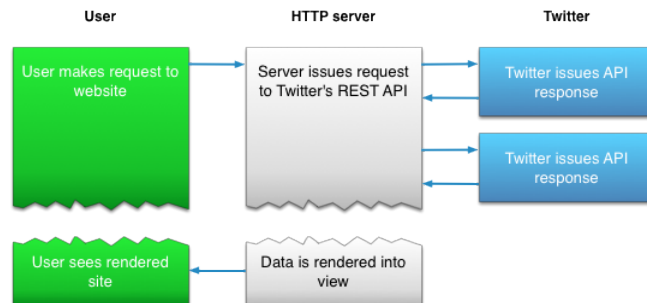 User
HTTP server
Twitter
User makes request to
website
Server issues request
to Twitter's REST API
Twitter issues API
response
Twitter issues API
response
User sees rendered
site
Data is rendered into
view